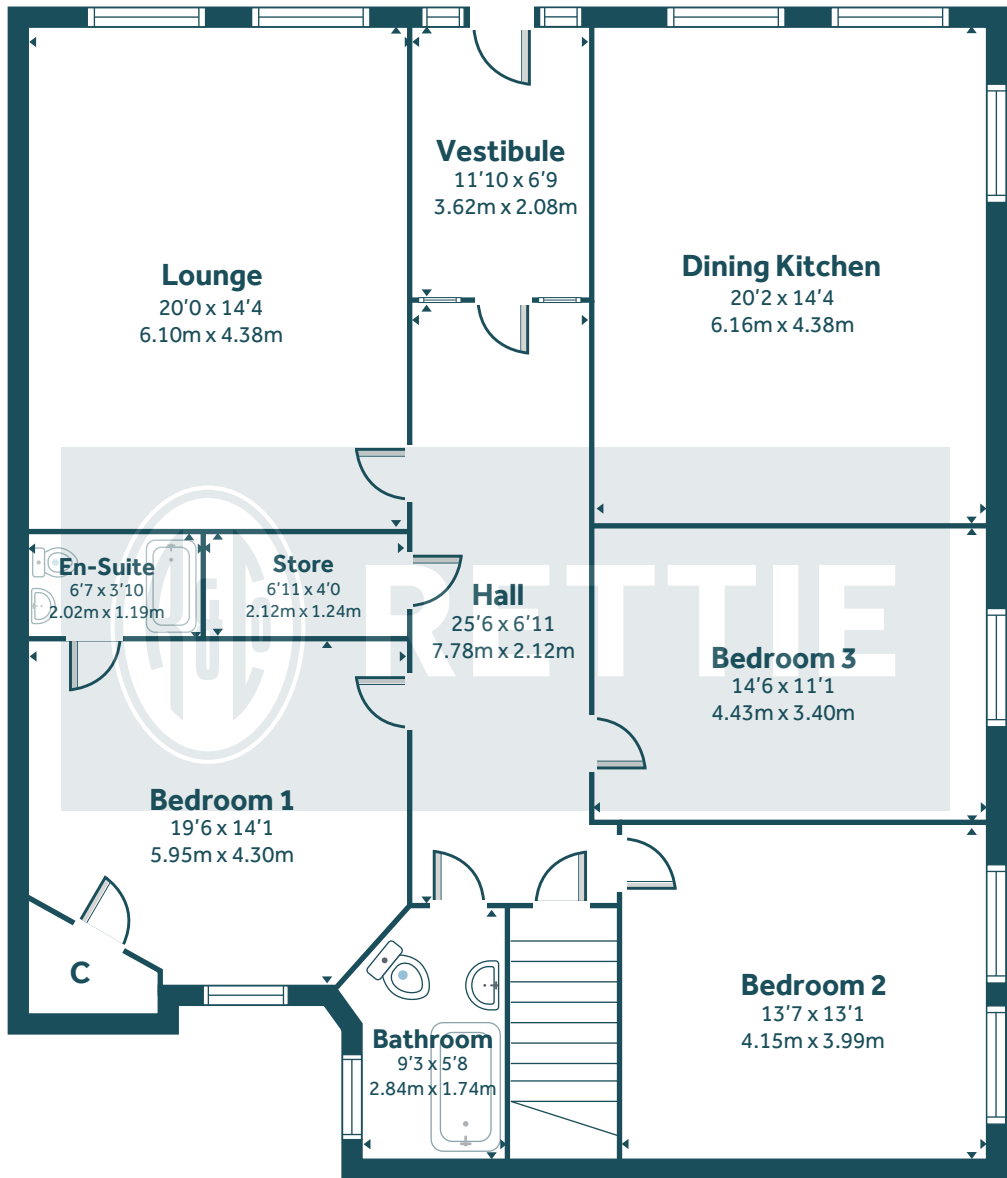 Vestibule
11'10 x 6'9
3.62m x 2.08m
Lounge
20'0 x 14'4
6.10m x 4.38m
Dining Kitchen
20'2 x 14'4
6.16m x 4.38m
En-Suite
6'7 x 3'10
2.02m x 1.19m
Store
6'11 x 4'0
2.12m x 1.24m
Hall
25'6 x 6'11
7.78m x 2.12m
RETTIE
Bedroom 3
14'6 x 11'1
4.43m x 3.40m
Bedroom 1
19'6 x 14'1
5.95m x 4.30m
C
Bedroom 2
13'7 x 13'1
4.15m x 3.99m
Bathroom
9'3 x 5'8
2.84m x 1.74m